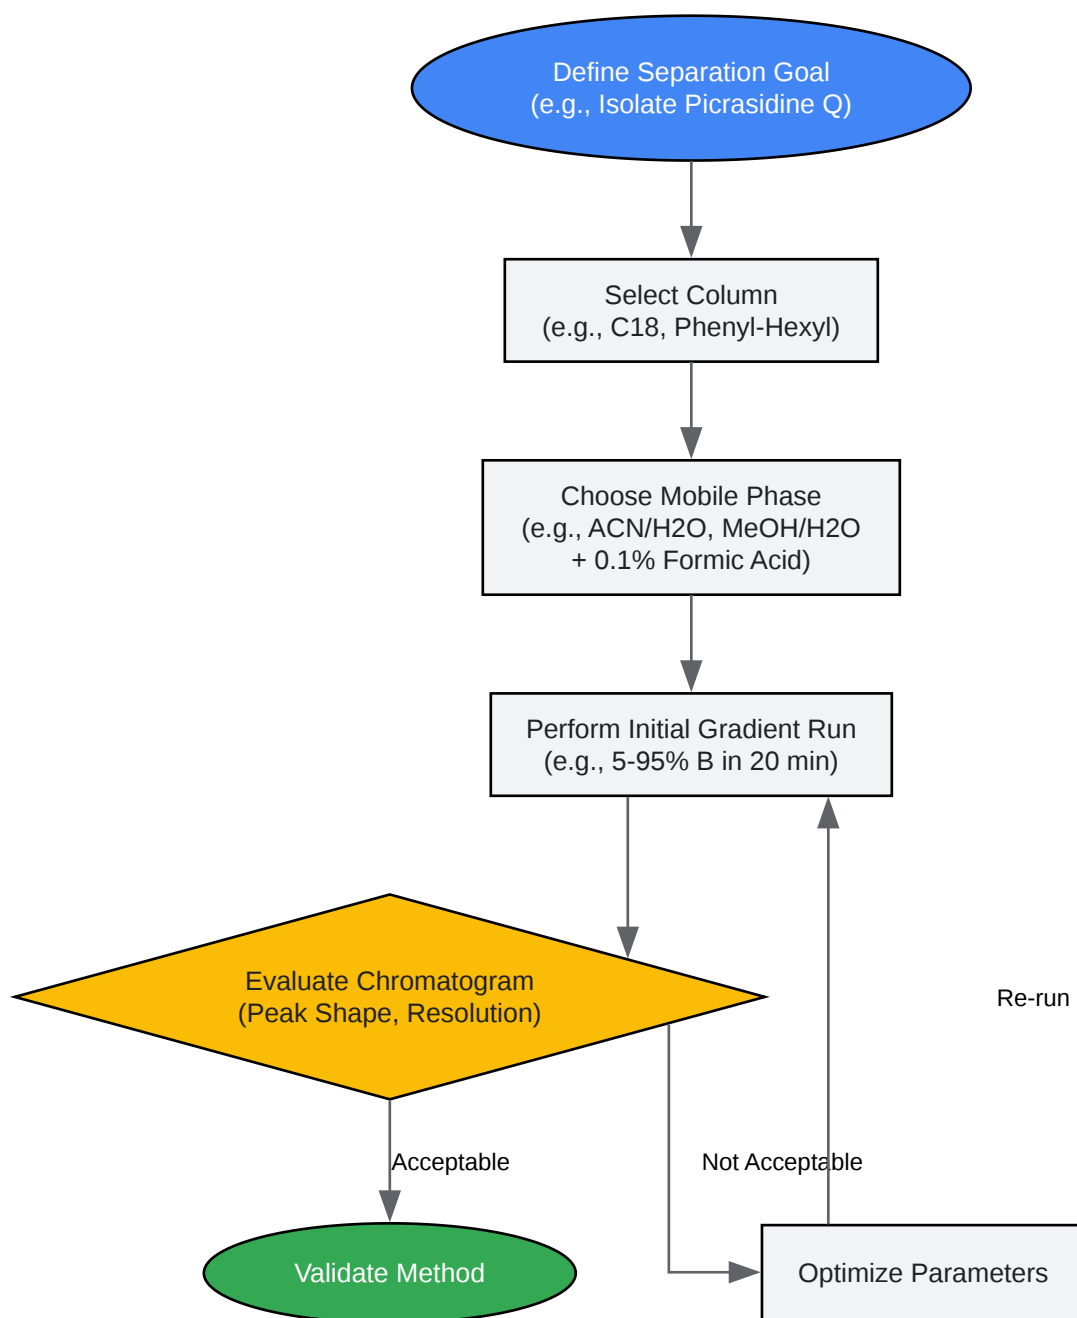 Define Separation Goal
(e.g., Isolate Picrasidine Q)
Select Column
(e.g., C18, Phenyl-Hexyl)
Choose Mobile Phase
(e.g., ACN/H2O, MeOH/H2O
+ 0.1% Formic Acid)
Perform Initial Gradient Run
(e.g., 5-95% B in 20 min)
Evaluate Chromatogram
(Peak Shape, Resolution)
Re-run
Acceptable
Not Acceptable
Validate Method
Optimize Parameters